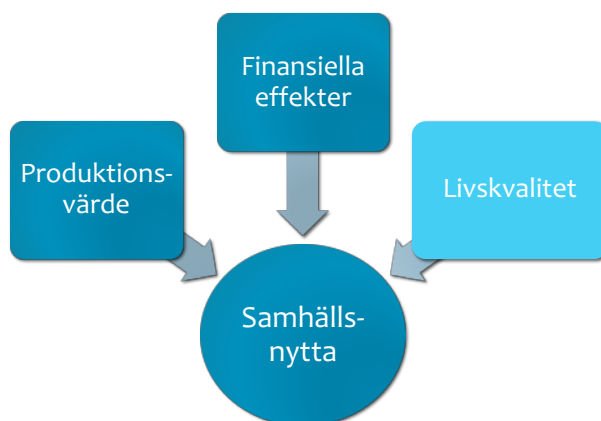 Finansiella
effekter
Produktions-
värde
Livskvalitet
Samhälls-
nytta